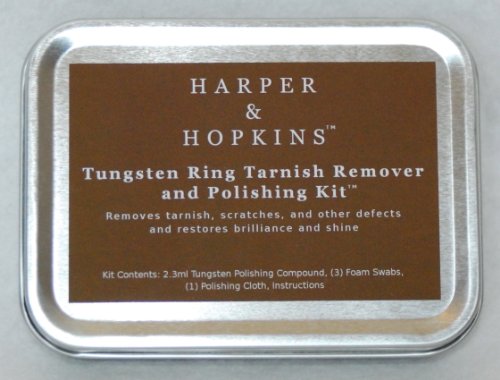 HARPER
&
HOPKINS™
Tungsten Ring Tarnish Remover
and Polishing Kit™
Removes tarnish, scratches, and other defects
and restores brilliance and shine
Kit Contents: 2.3ml Tungsten Polishing Compound, (3) Foam Swabs,
(1) Polishing Cloth, Instructions